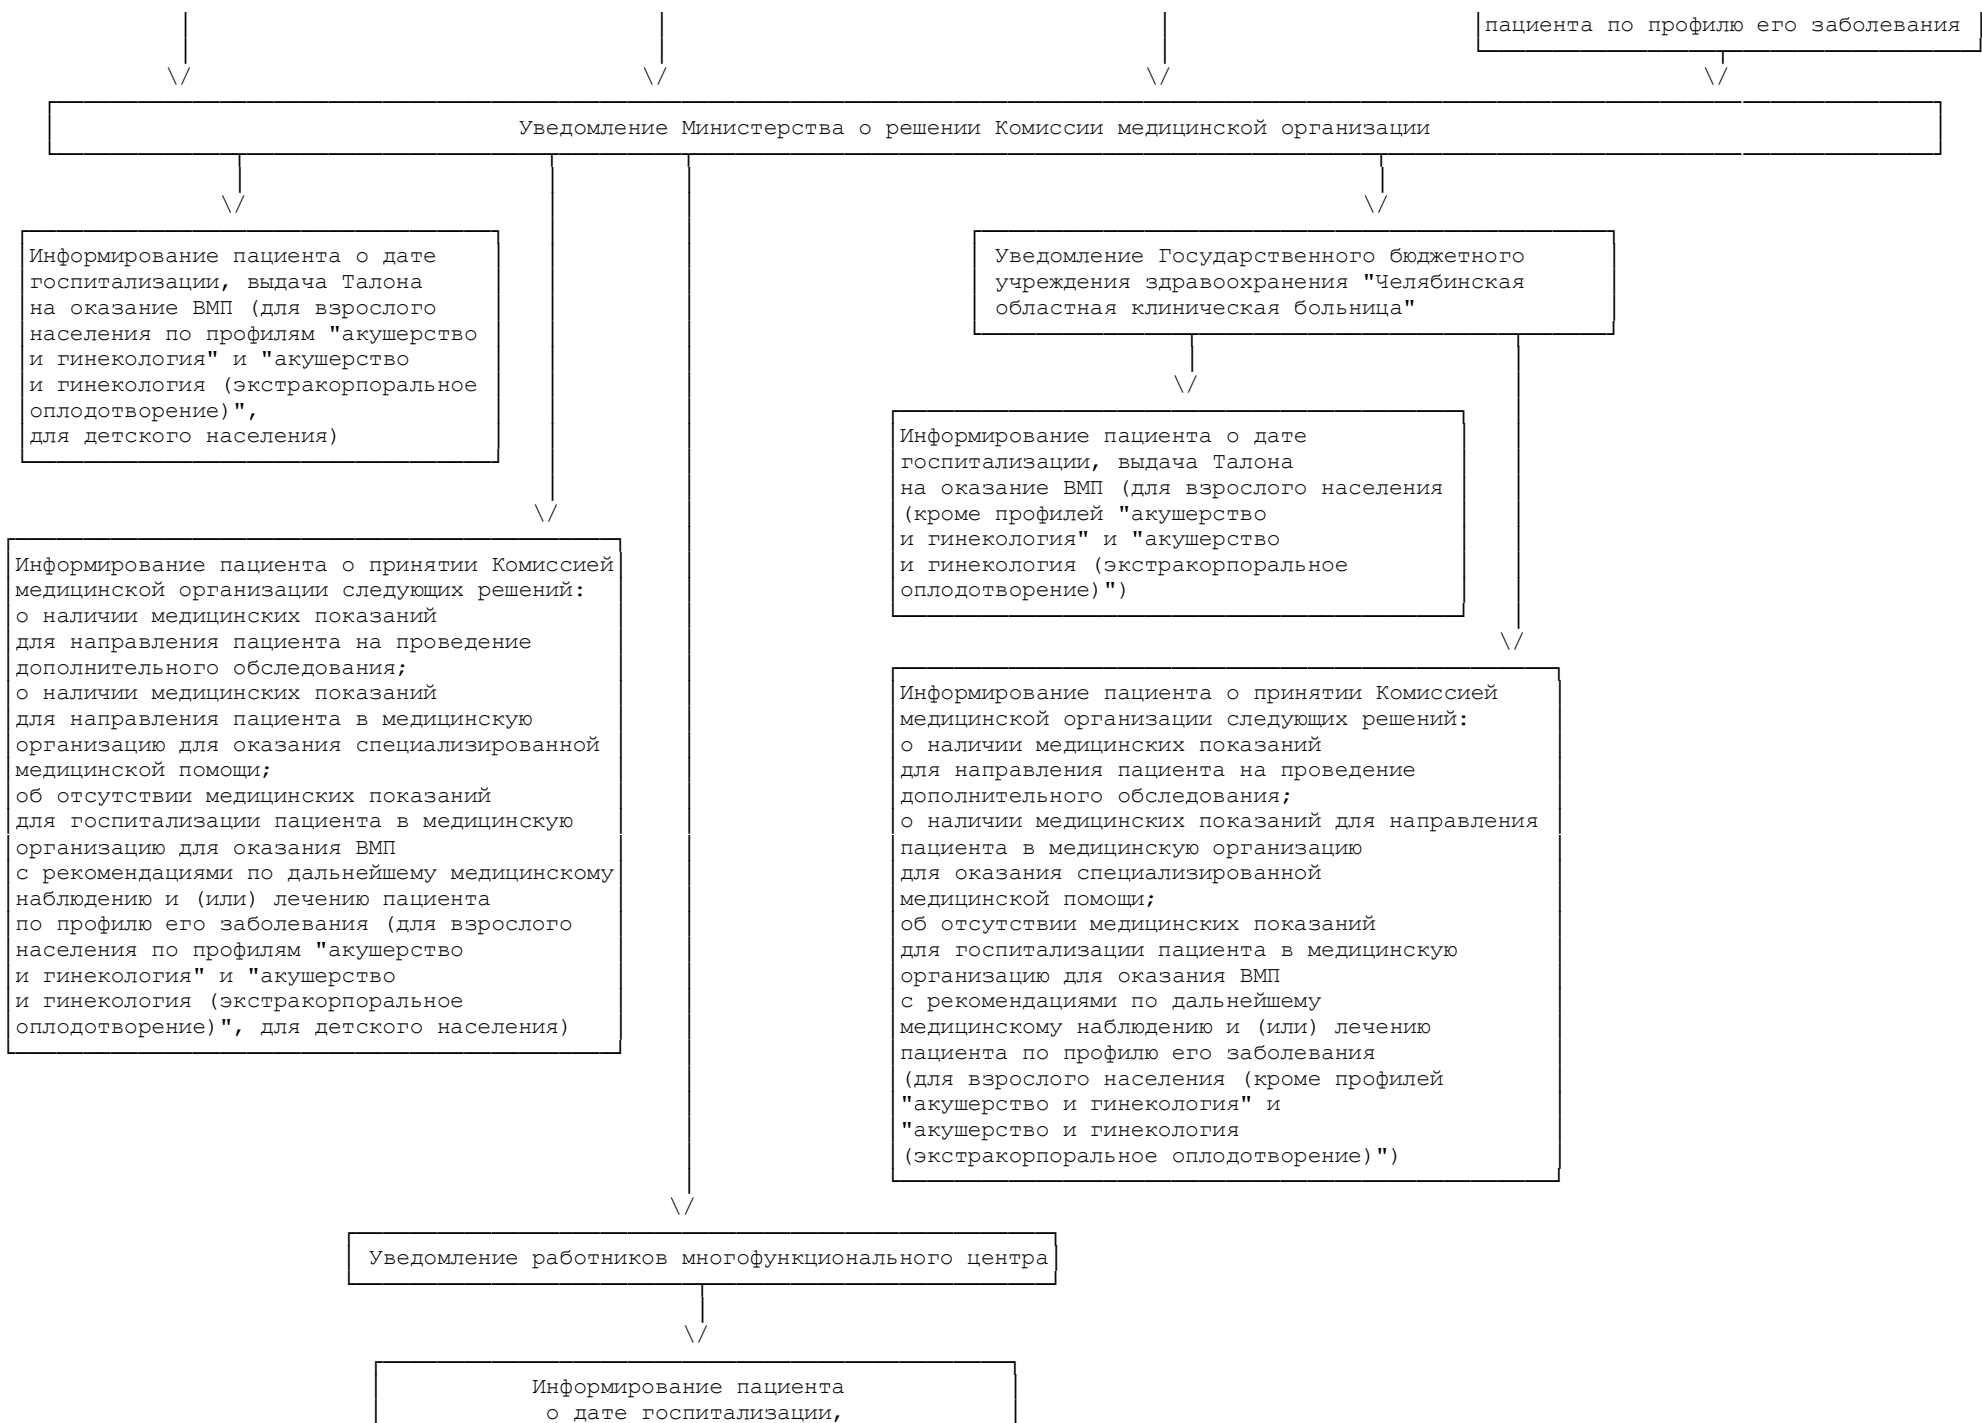 пациента по профилю его заболевания
Уведомление Министерства о решении Комиссии медицинской организации
Информирование пациента о дате
госпитализации, выдача Талона
на оказание ВМП (для взрослого
населения по профилям "акушерство
и гинекология" и "акушерство
и гинекология (экстракорпоральное
оплодотворение)",
для детского населения)
Уведомление Государственного бюджетного
учреждения здравоохранения "Челябинская
областная клиническая больница"
Информирование пациента о дате
госпитализации, выдача Талона
на оказание ВМП (для взрослого населения
(кроме профилей "акушерство
и гинекология" и "акушерство
и гинекология (экстракорпоральное
оплодотворение)")
Информирование пациента о принятии Комиссией
медицинской организации следующих решений:
о наличии медицинских показаний
для направления пациента на проведение
дополнительного обследования;
о наличии медицинских показаний
для направления пациента в медицинскую
организацию для оказания специализированной
медицинской помощи;
об отсутствии медицинских показаний
для госпитализации пациента в медицинскую
организацию для оказания ВМП
с рекомендациями по дальнейшему медицинскому
наблюдению и (или) лечению пациента
по профилю его заболевания (для взрослого
населения по профилям "акушерство
и гинекология" и "акушерство
и гинекология (экстракорпоральное
оплодотворение)", для детского населения)
Информирование пациента о принятии Комиссией
медицинской организации следующих решений:
о наличии медицинских показаний
для направления пациента на проведение
дополнительного обследования;
о наличии медицинских показаний для направления
пациента в медицинскую организацию
для оказания специализированной
медицинской помощи;
об отсутствии медицинских показаний
для госпитализации пациента в медицинскую
организацию для оказания ВМП
с рекомендациями по дальнейшему
медицинскому наблюдению и (или) лечению
пациента по профилю его заболевания
(для взрослого населения (кроме профилей
"акушерство и гинекология" и
"акушерство и гинекология
(экстракорпоральное оплодотворение)")
Уведомление работников многофункционального центра
Информирование пациента
о дате госпитализации,